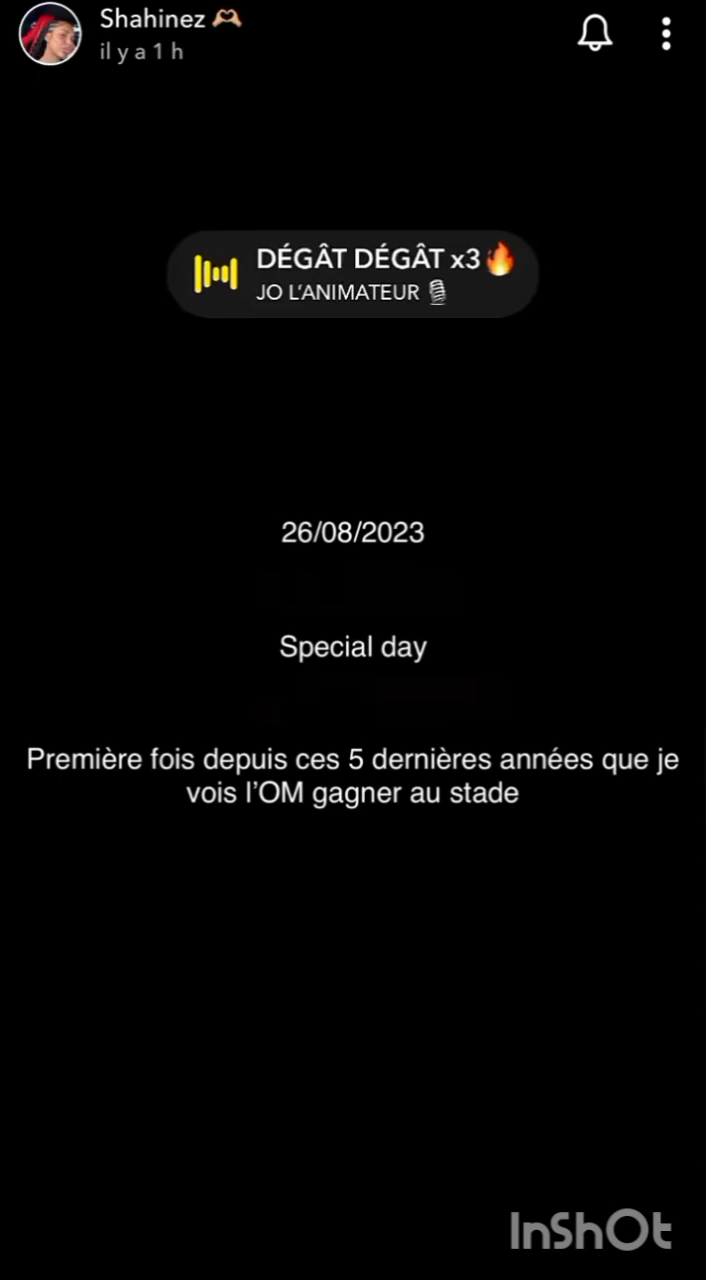 Shahinez 🫶🏽
il y a 1 h
DÉGÂT DÉGÂT x3🔥
JO L'ANIMATEUR 🎙
26/08/2023
Special day
Première fois depuis ces 5 dernières années que je
vois l'OM gagner au stade
InShOt